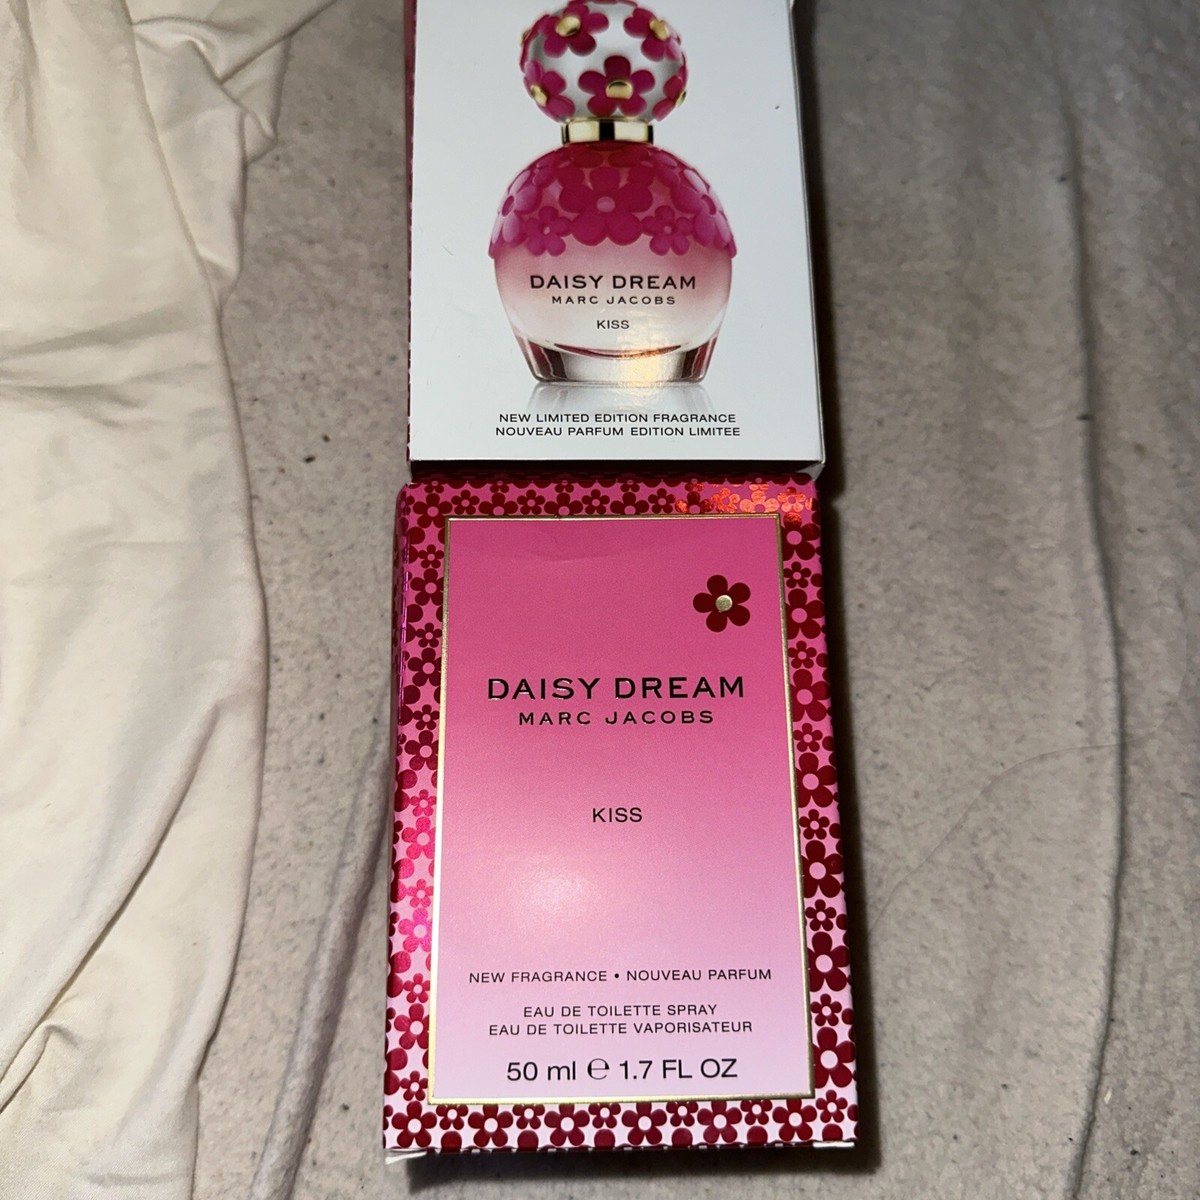 DAISY DREAM
MARC JACOBS
KISS
NEW LIMITED EDITION FRAGRANCE
NOUVEAU PARFUM EDITION LIMITEE
DAISY DREAM
MARC JACOBS
KISS
NEW FRAGRANCE • NOUVEAU PARFUM
EAU DE TOILETTE SPRAY
EAU DE TOILETTE VAPORISATEUR
50 ml ℮ 1.7 FL OZ